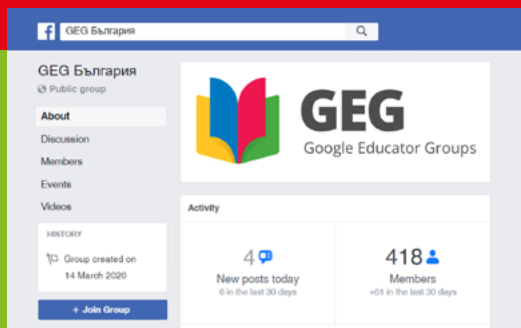 GEG България
GEG България
Public group
About
Discussion
Members
Events
Videos
HISTORY
Group created on
14 March 2020
+ Join Group
GEG
Google Educator Groups
Activity
4
New posts today
6 in the last 30 days
418
Members
+61 in the last 30 days